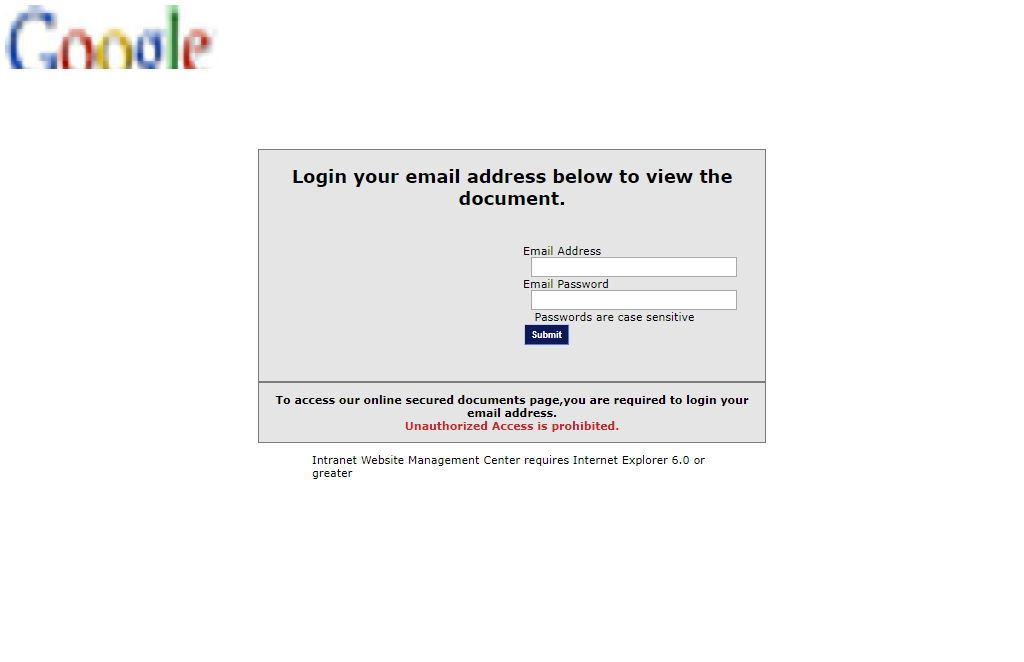 Google
Login your email address below to view the
document.
Email Address
Email Password
Passwords are case sensitive
Submit
To access our online secured documents page,you are required to login your
email address.
Unauthorized Access is prohibited.
Intranet Website Management Center requires Internet Explorer 6.0 or
greater